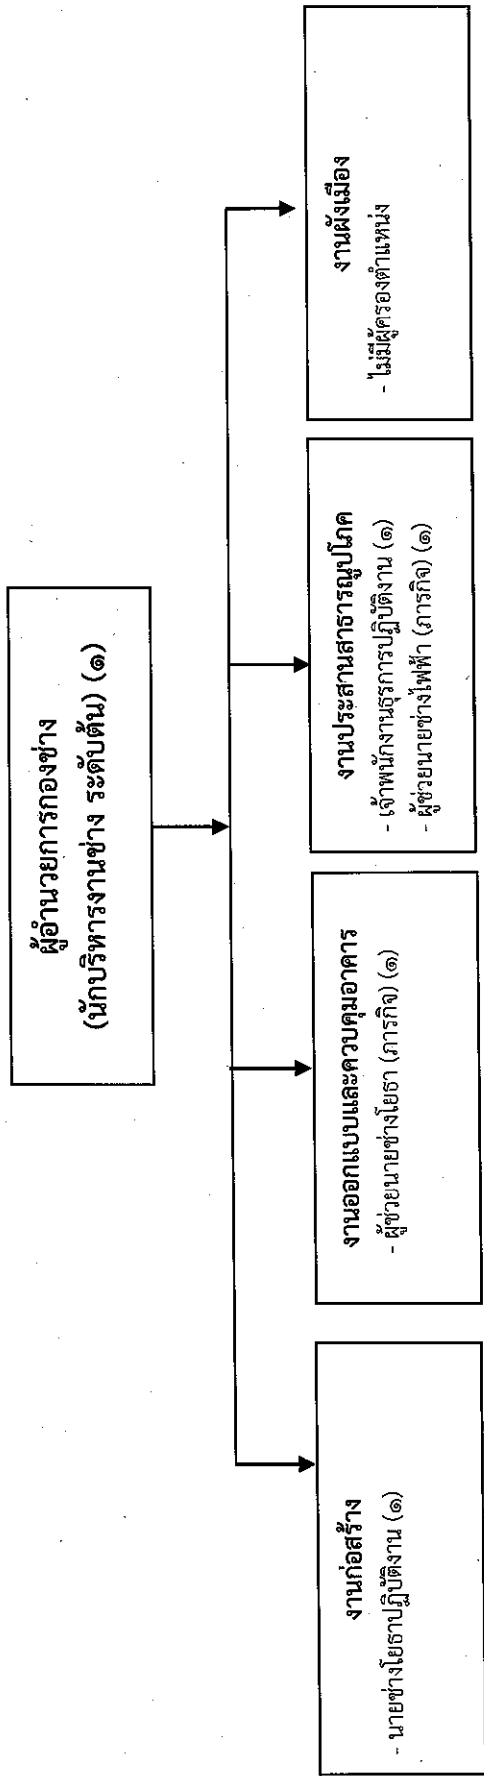 ผู้อำนวยการกองช่าง
(นักบริหารงานช่าง ระดับต้น) (๑)
งานก่อสร้าง
- นายช่างโยธาปฏิบัติงาน (๑)
งานออกแบบและควบคุมอาคาร
- ผู้ช่วยนายช่างโยธา (ภารกิจ) (๑)
งานประสานสาธารณูปโภค
- เจ้าพนักงานธุรการปฏิบัติงาน (๑)
- ผู้ช่วยนายช่างไฟฟ้า (ภารกิจ) (๑)
งานผังเมือง
- ไม่มีผู้ครองตำแหน่ง